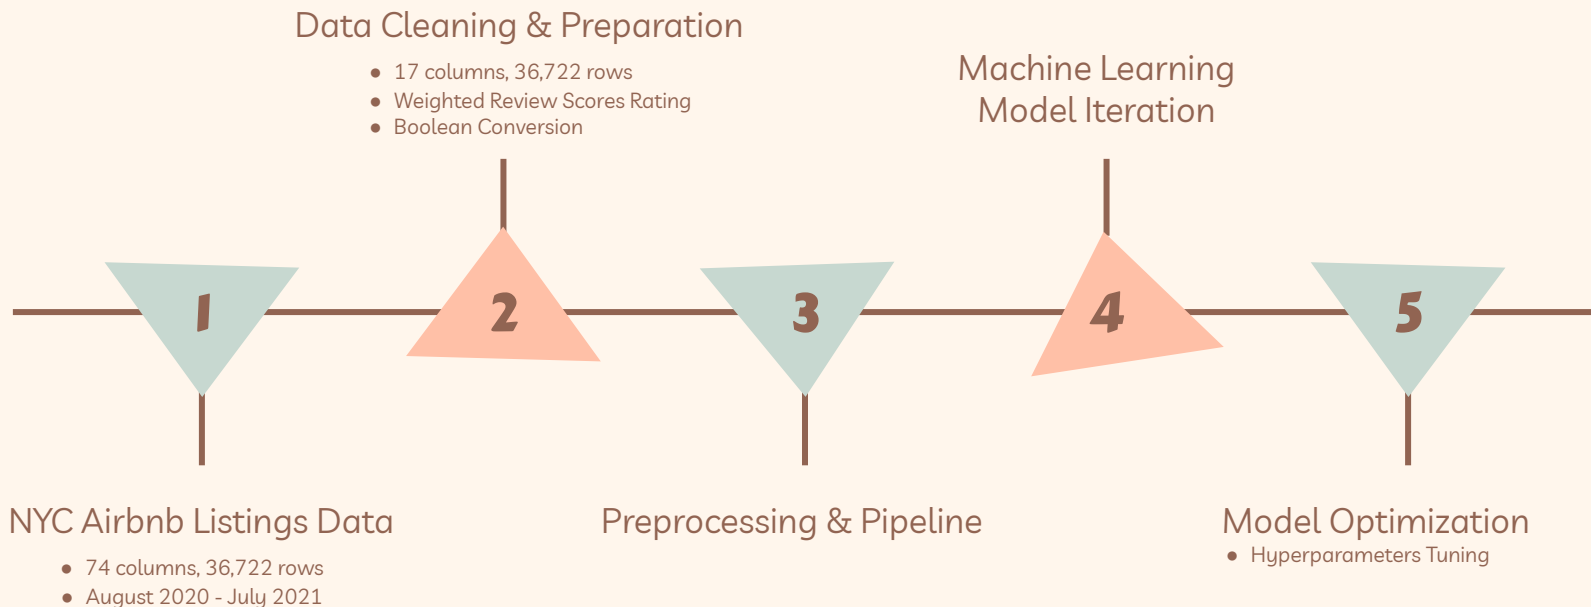 Data Cleaning & Preparation
● 17 columns, 36,722 rows
● Weighted Review Scores Rating
● Boolean Conversion
Machine Learning
Model Iteration
1
2
3
4
5
NYC Airbnb Listings Data
● 74 columns, 36,722 rows
● August 2020 - July 2021
Preprocessing & Pipeline
Model Optimization
● Hyperparameters Tuning